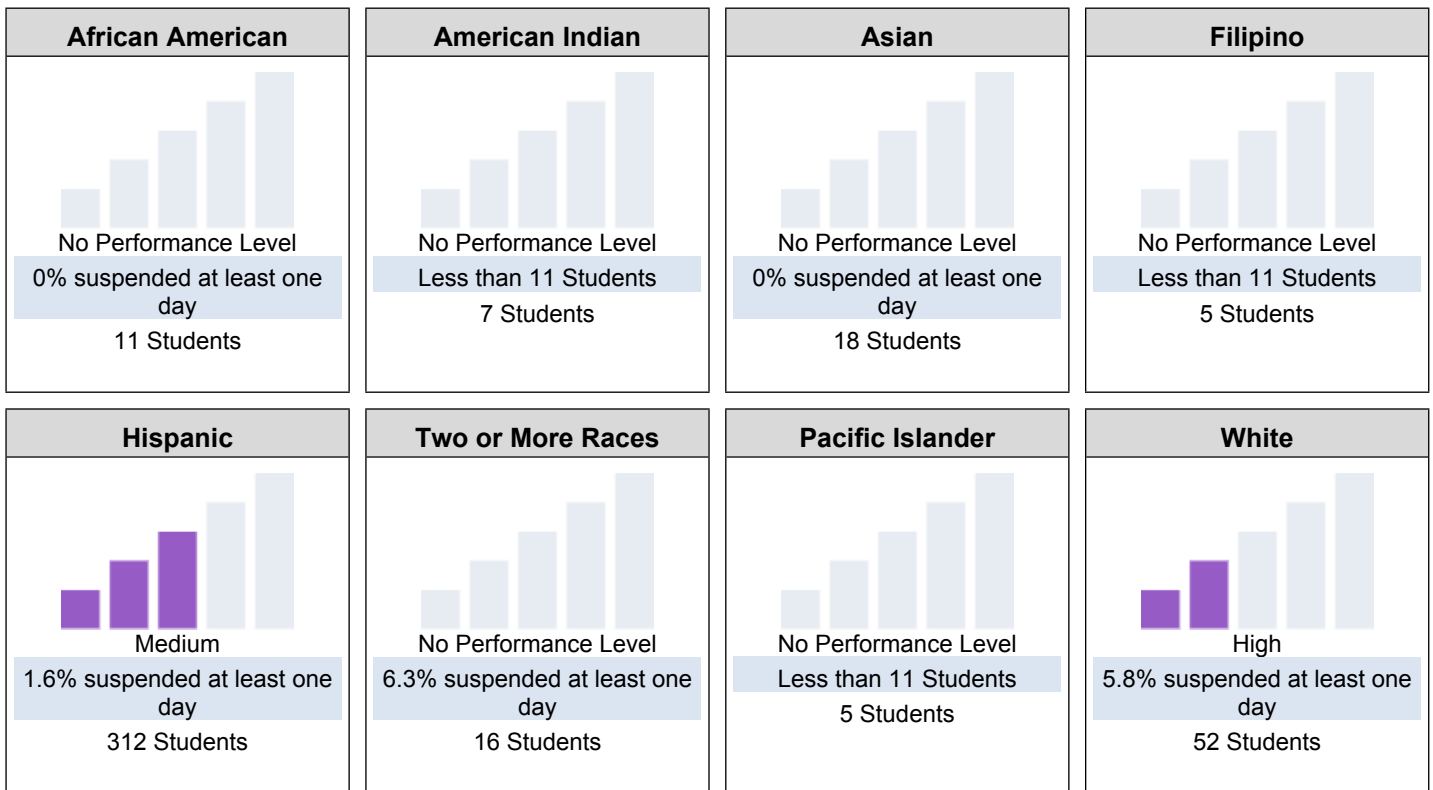 African American
No Performance Level
0% suspended at least one
day
11 Students
American Indian
No Performance Level
Less than 11 Students
7 Students
Asian
No Performance Level
0% suspended at least one
day
18 Students
Filipino
No Performance Level
Less than 11 Students
5 Students
Hispanic
Medium
1.6% suspended at least one
day
312 Students
Two or More Races
No Performance Level
6.3% suspended at least one
day
16 Students
Pacific Islander
No Performance Level
Less than 11 Students
5 Students
White
High
5.8% suspended at least one
day
52 Students